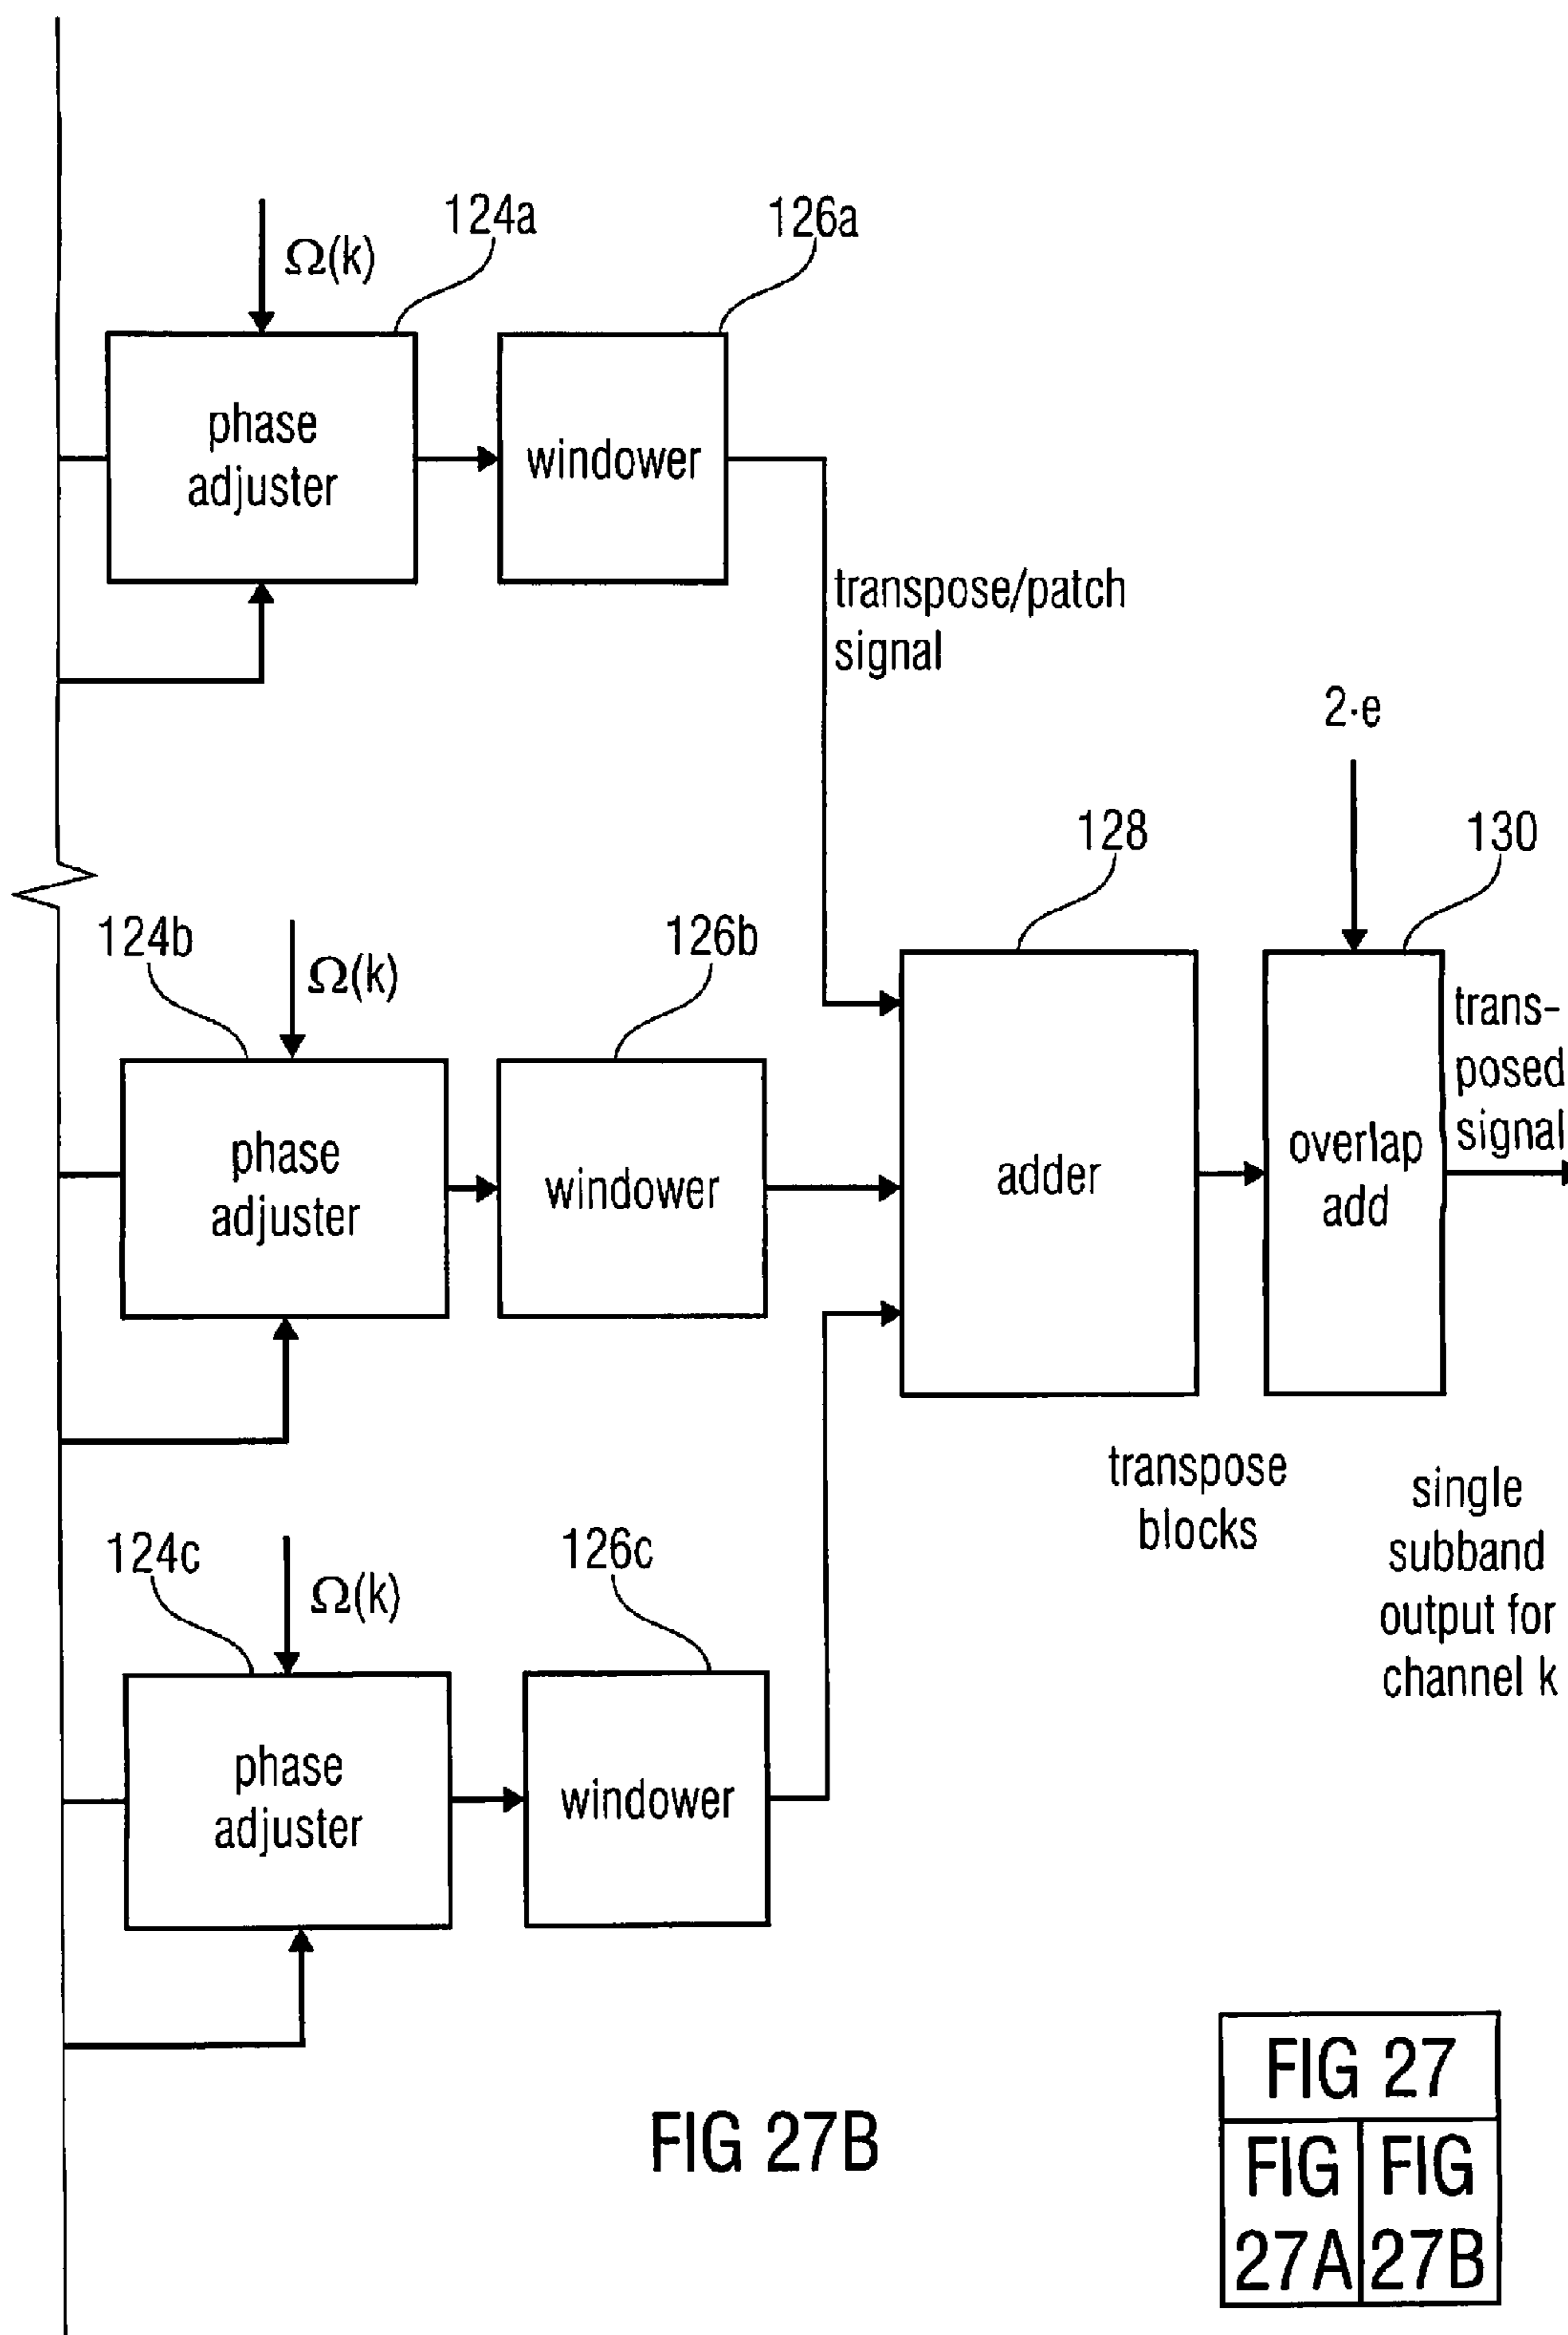 124a
126a
Ω(k)
phase
adjuster
windower
transpose/patch
signal
2·e
128
130
124b
Ω(k)
126b
phase
adjuster
windower
adder
overlap
add
trans-
posed
signal
transpose
blocks
single
subband
output for
channel k
124c
Ω(k)
126c
phase
adjuster
windower
FIG 27B
FIG 27
FIG
27A
FIG
27B